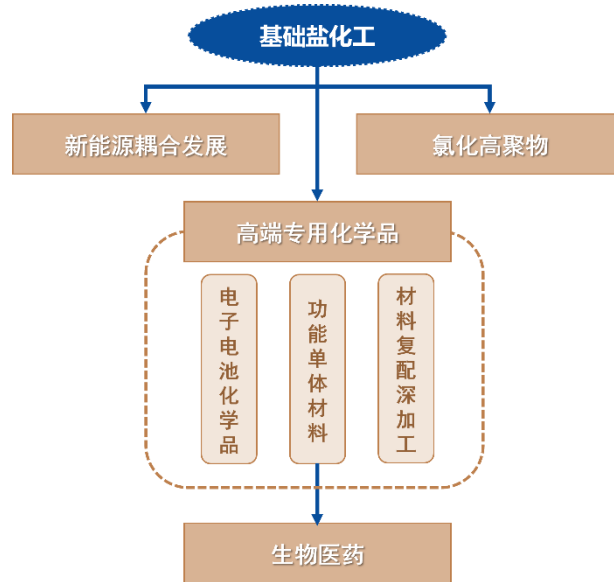 基础盐化工
新能源耦合发展
氯化高聚物
高端专用化学品
电子电池化学品
功能单体材料
材料复配深加工
生物医药